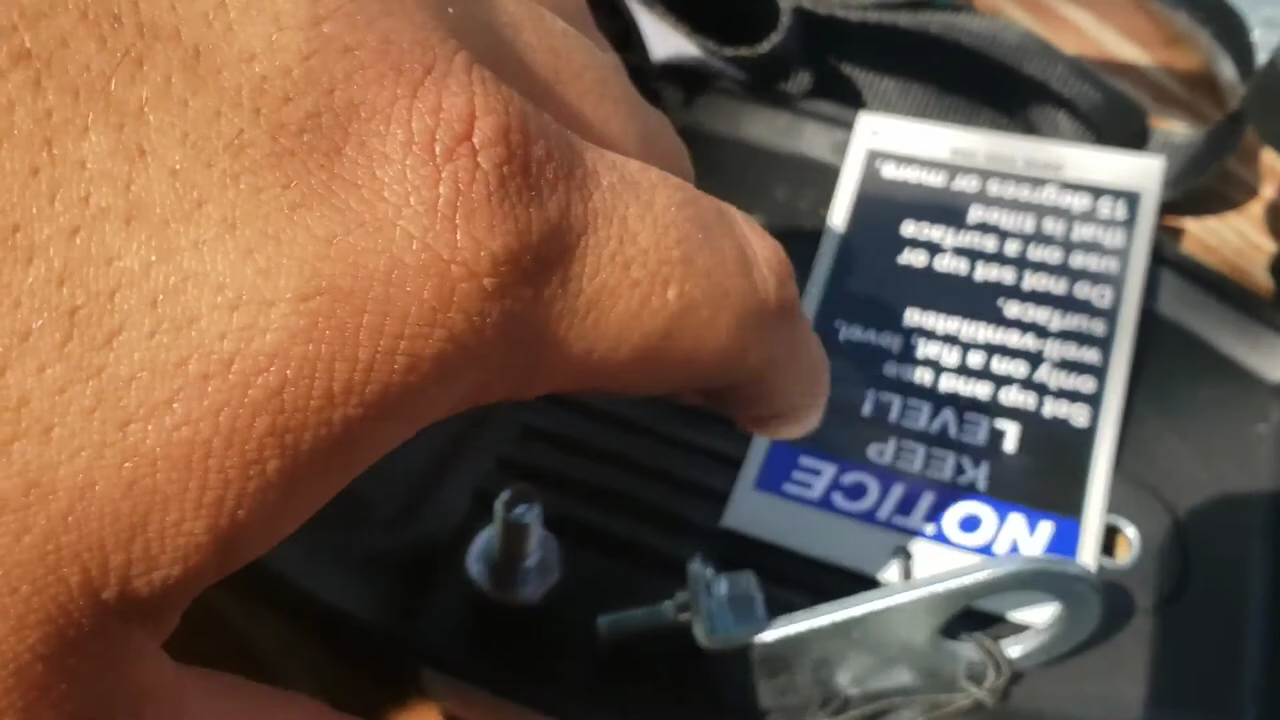 NOTICE
KEEP
LEVEL!
Set up and use
only on a flat, level,
well-ventilated
surface.
Do not set up or
use on a surface
that is tilted
15 degrees or more.